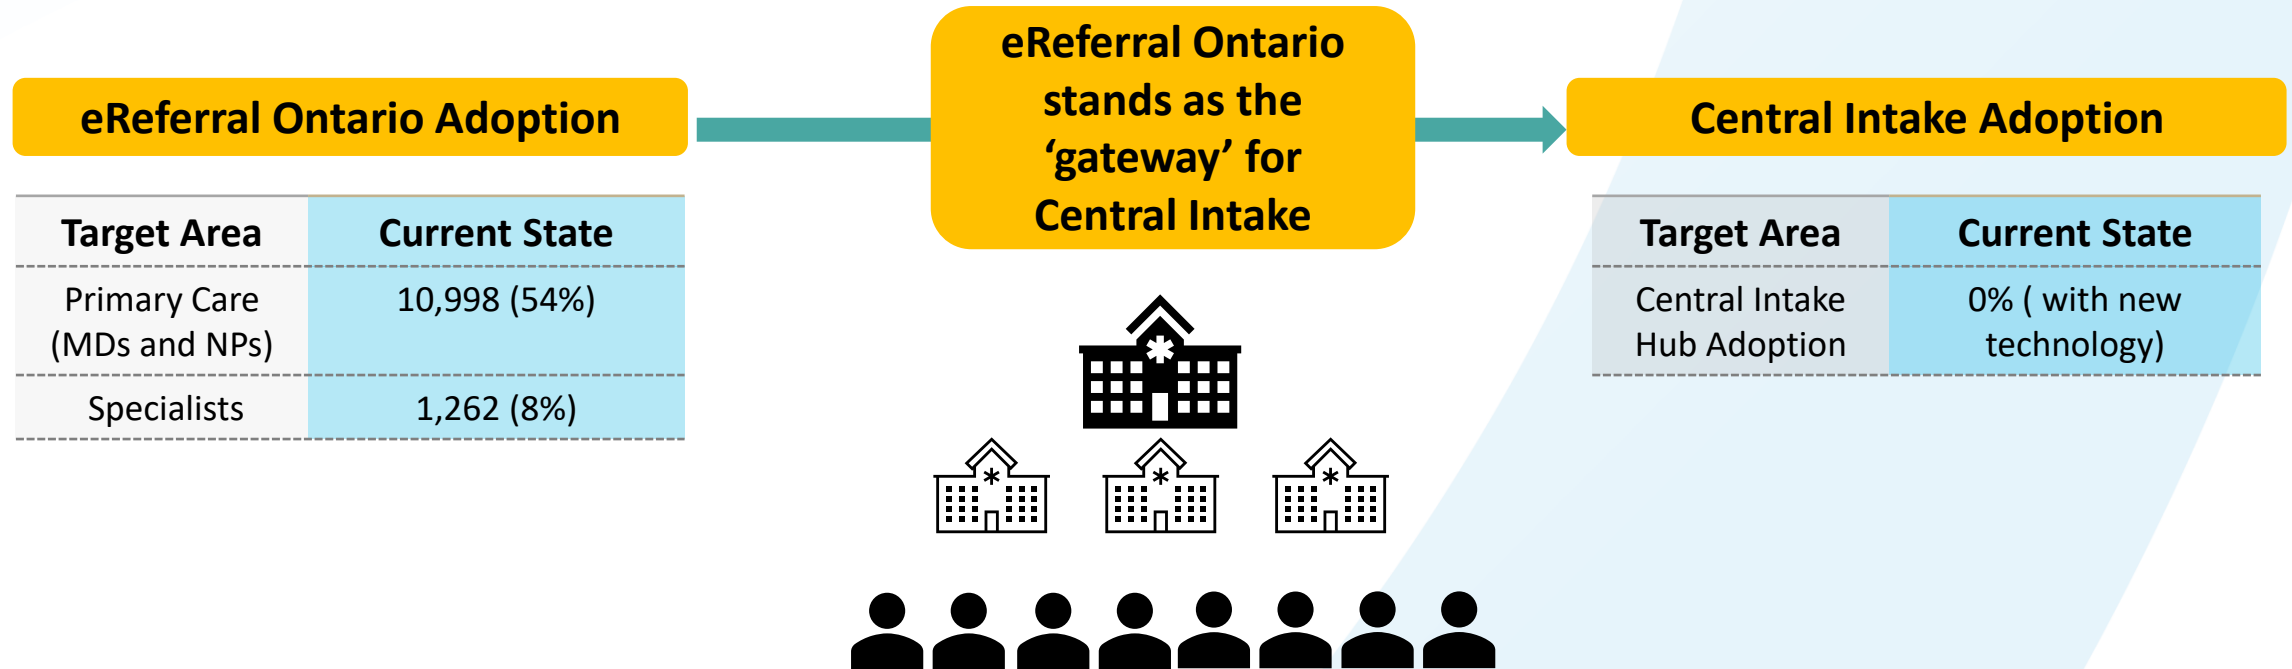 eReferral Ontario Adoption
Target Area Current State
Primary Care 10,998 (54%)
(MDs and NPs)
Specialists 1,262 (8%)
eReferral Ontario
stands as the
‘gateway’ for
Central Intake
Central Intake Adoption
Target Area Current State
Central Intake 0% ( with new
Hub Adoption technology)